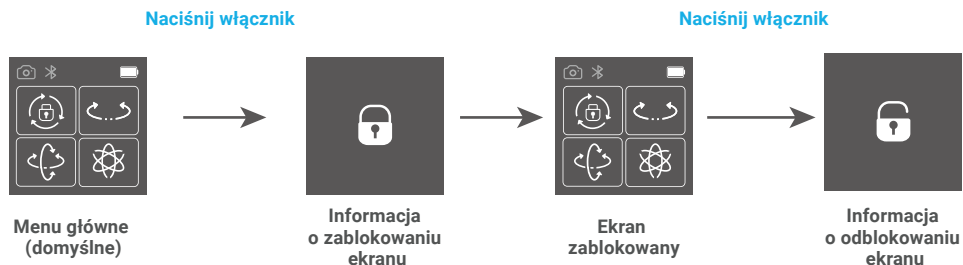 Naciśnij włącznik
Naciśnij włącznik
Menu główne
(domyślne)
Informacja
o zablokowaniu
ekranu
Ekran
zablokowany
Informacja
o odblokowaniu
ekranu